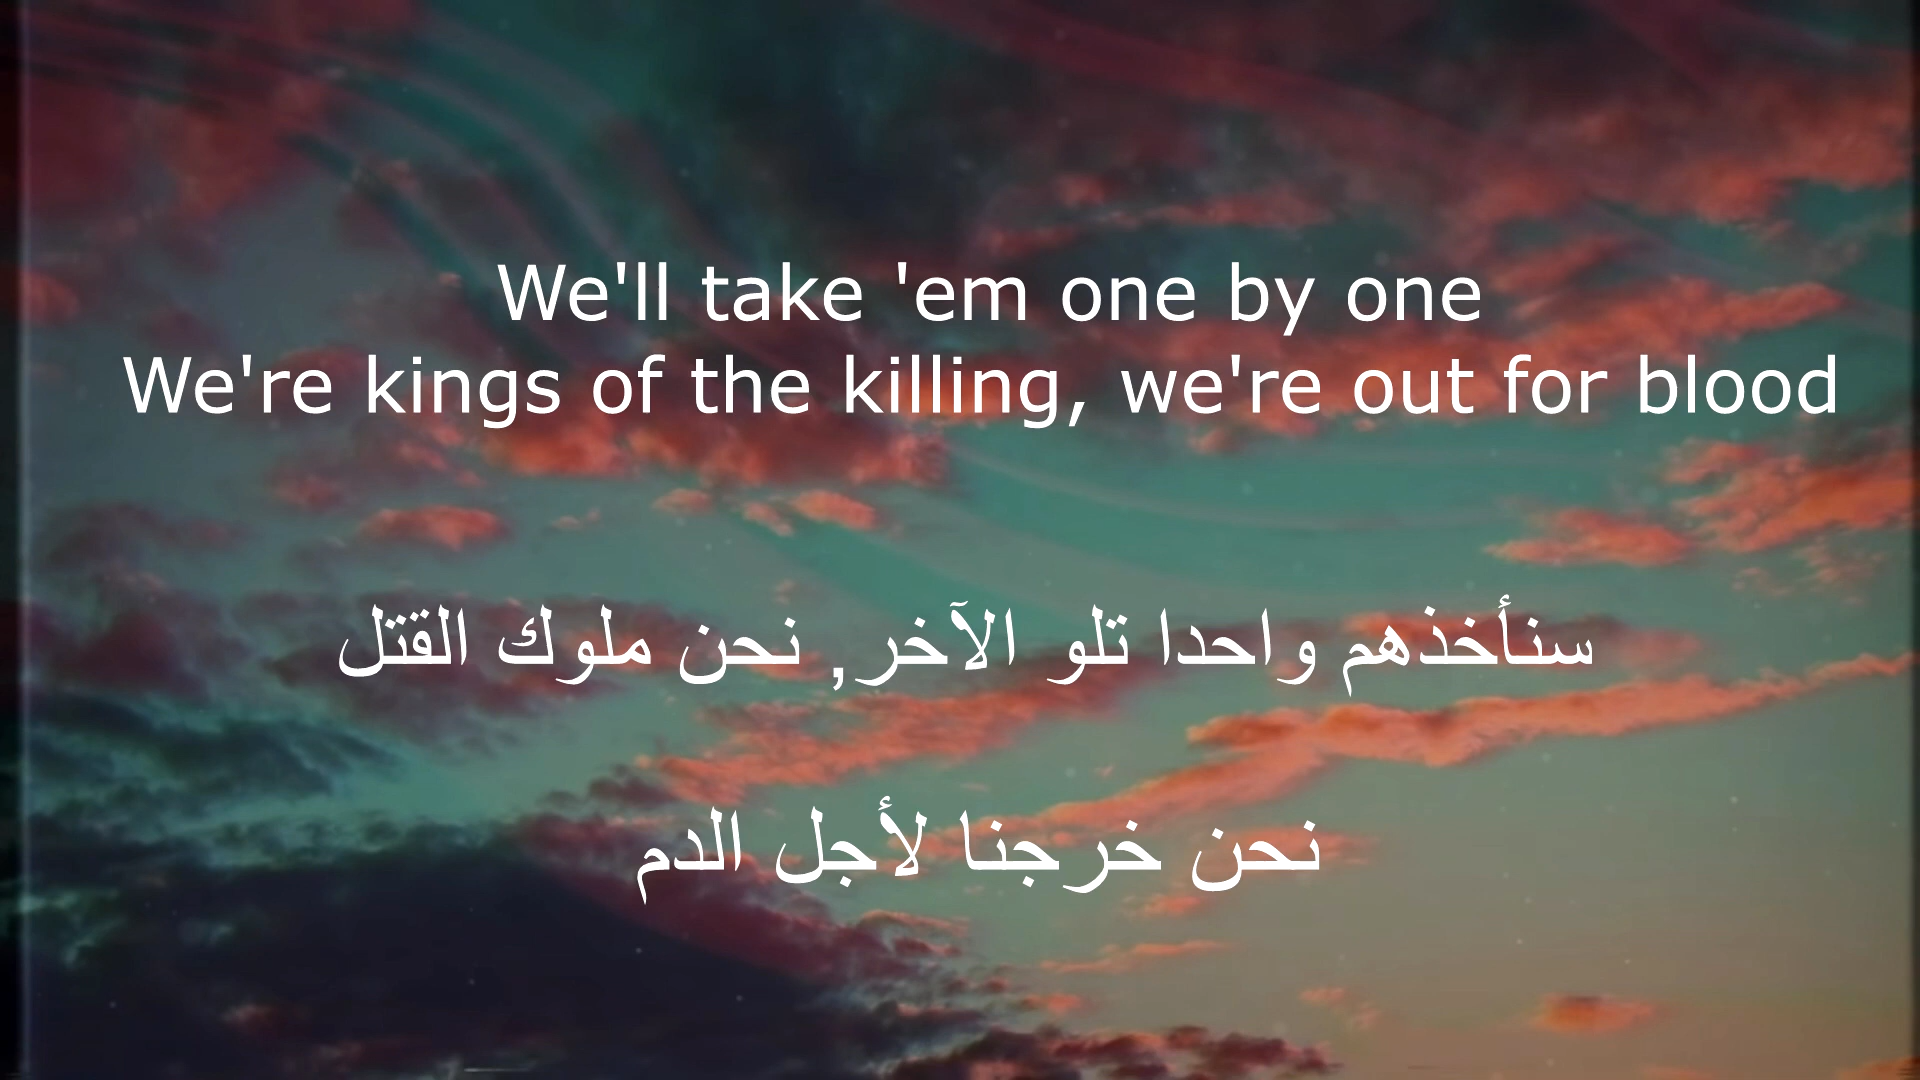 We'll take 'em one by one
We're kings of the killing, we're out for blood
سنأخذهم واحدا تلو الآخر, نحن ملوك القتل
نحن خرجنا لأجل الدم